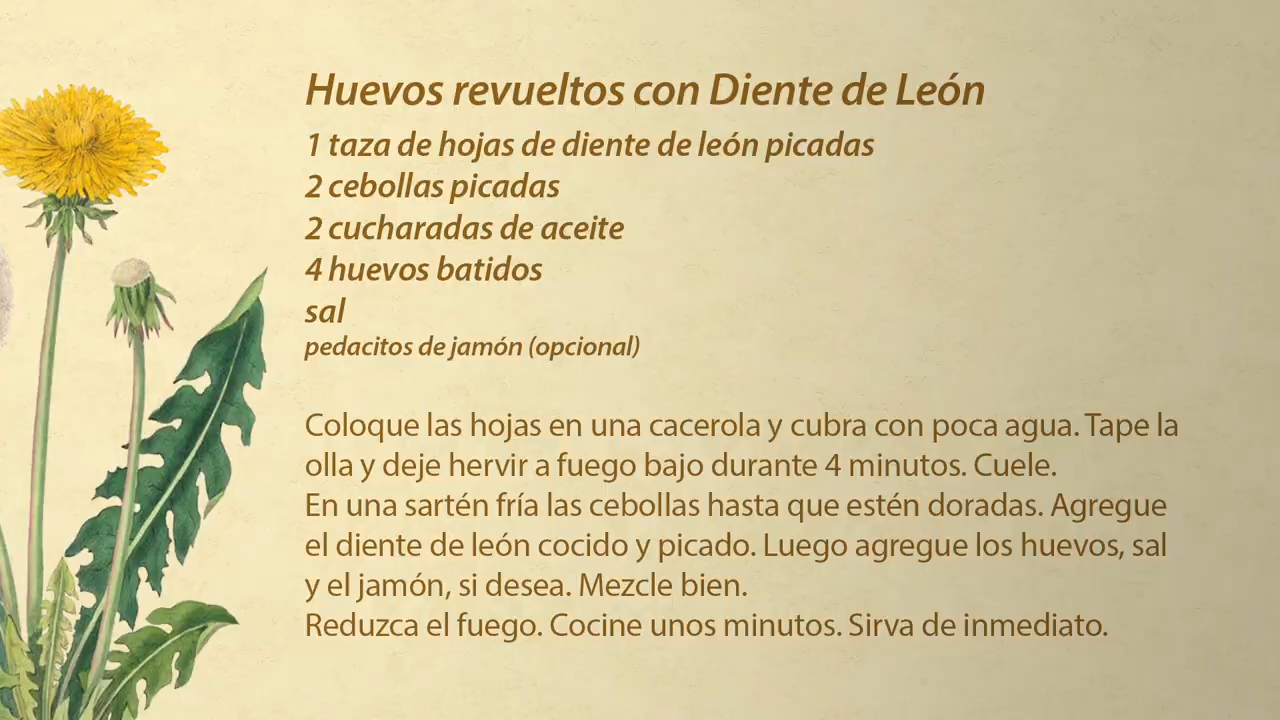 Huevos revueltos con Diente de León
1 taza de hojas de diente de león picadas
2 cebollas picadas
2 cucharadas de aceite
4 huevos batidos
sal
pedacitos de jamón (opcional)
Coloque las hojas en una cacerola y cubra con poca agua. Tape la
olla y deje hervir a fuego bajo durante 4 minutos. Cuele.
En una sartén fría las cebollas hasta que estén doradas. Agregue
el diente de león cocido y picado. Luego agregue los huevos, sal
y el jamón, si desea. Mezcle bien.
Reduzca el fuego. Cocine unos minutos. Sirva de inmediato.